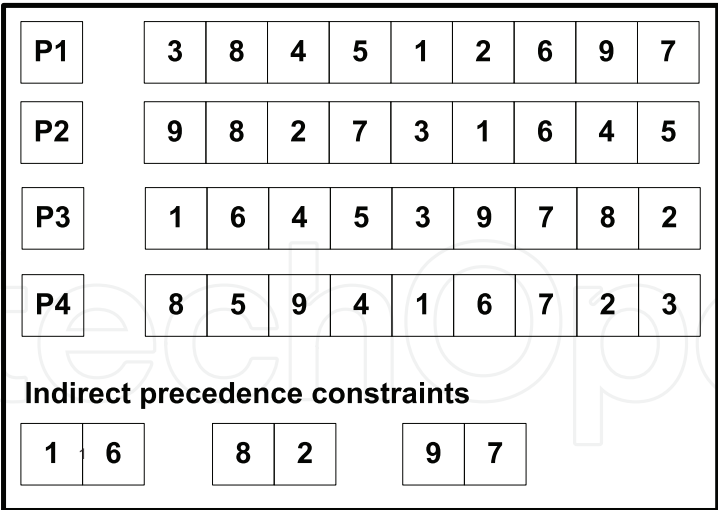 P1 3 8 4 5 1 2 6 9 7
P2 9 8 2 7 3 1 6 4 5
P3 1 6 4 5 3 9 7 8 2
P4 8 5 9 4 1 6 7 2 3
Indirect precedence constraints
1 6 8 2 9 7